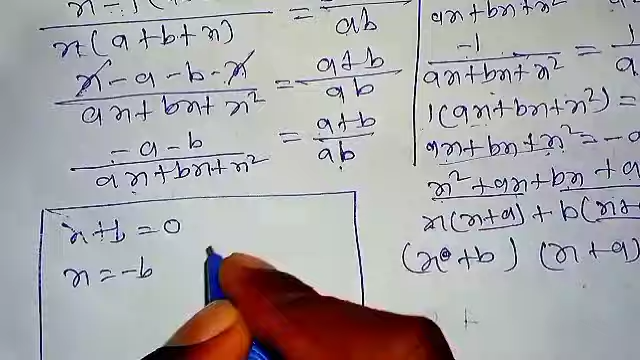 x(a+b+x)
ab
x-a-b-x / ax+bx+x² = a+b / ab
-a-b / ax+bx+x² = a+b / ab
x+b=0
x=-b
ax+bx+x²
-1 / ax+bx+x² = 1/
1(ax+bx+x²) =
ax+bx+x²=-a
x²+ax+bx+a
x(x+a)+b(x+
(x+b) (x+a)